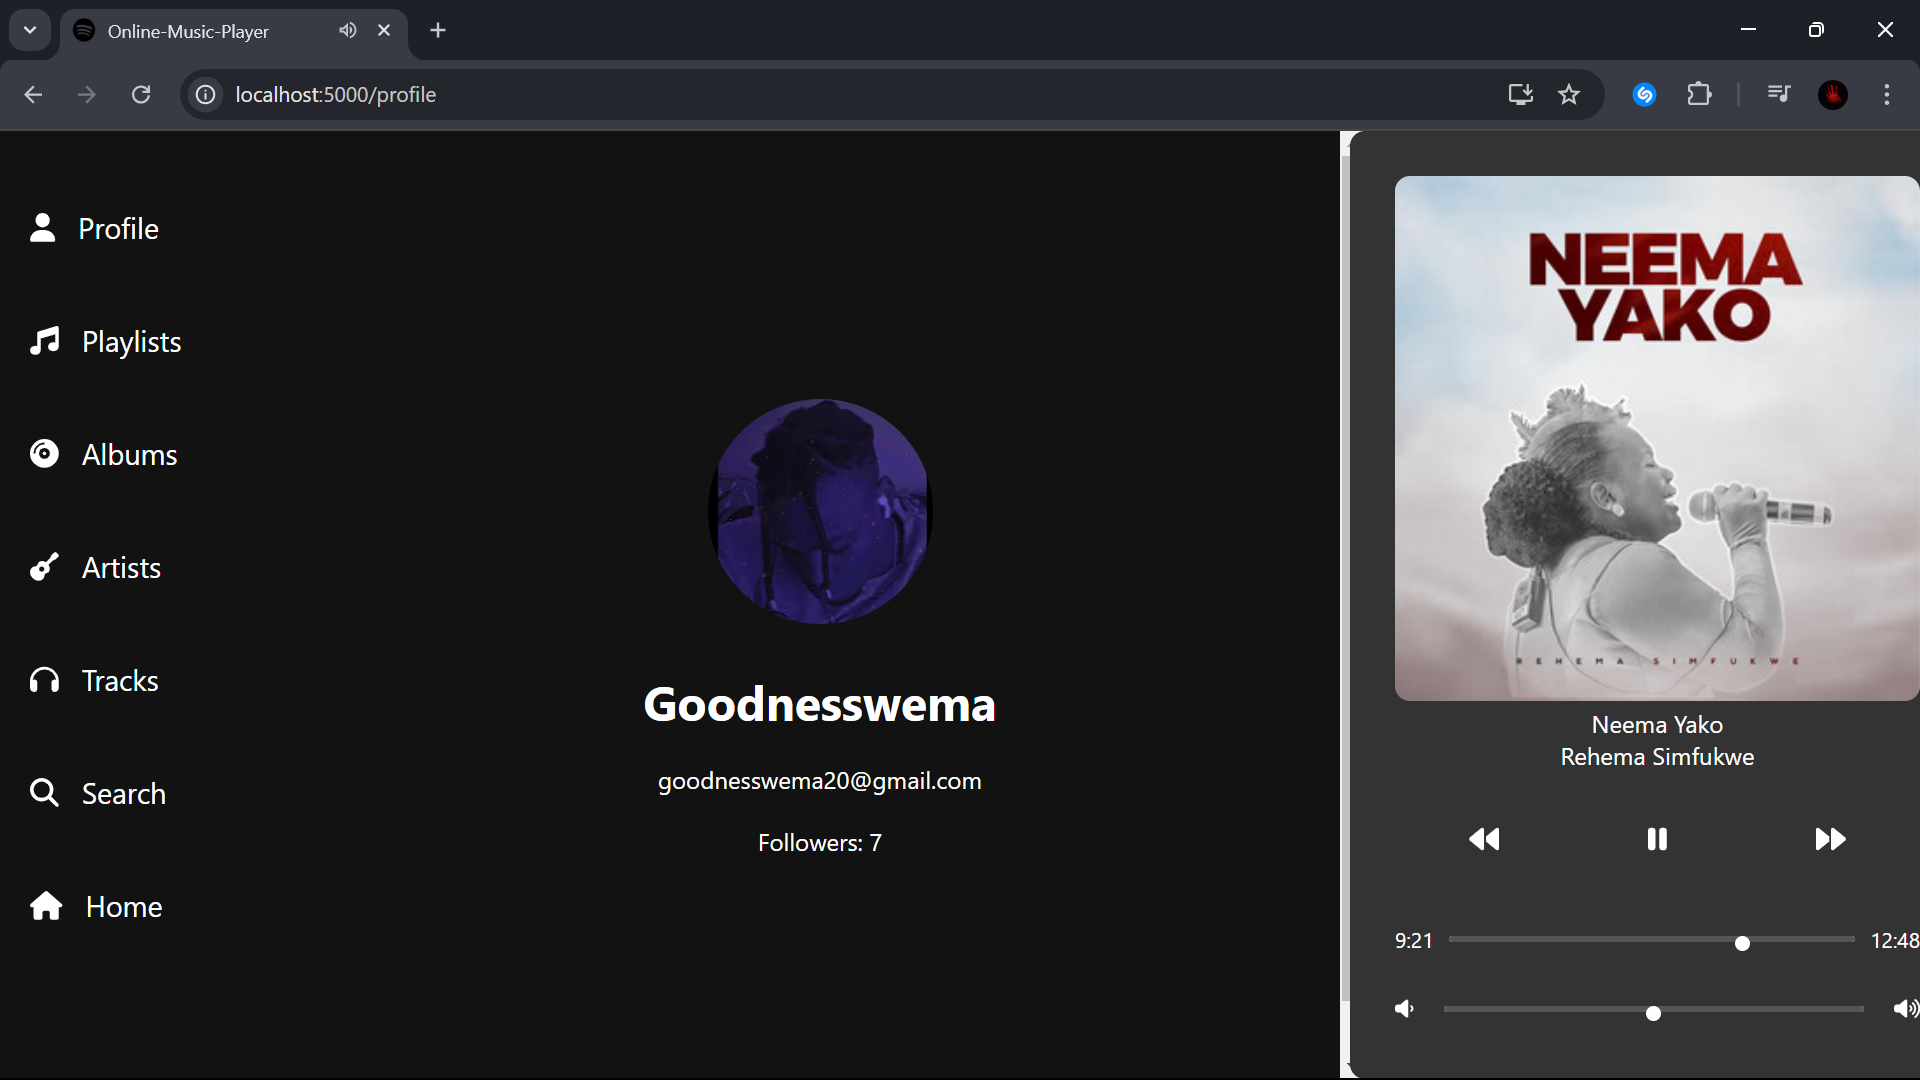 Online-Music-Player
localhost:5000/profile
Profile
Playlists
Albums
Artists
Tracks
Search
Home
Goodnesswema
goodnesswema20@gmail.com
Followers: 7
NEEMA
YAKO
REHEMA SIMFUKWE
Neema Yako
Rehema Simfukwe
9:21
12:48